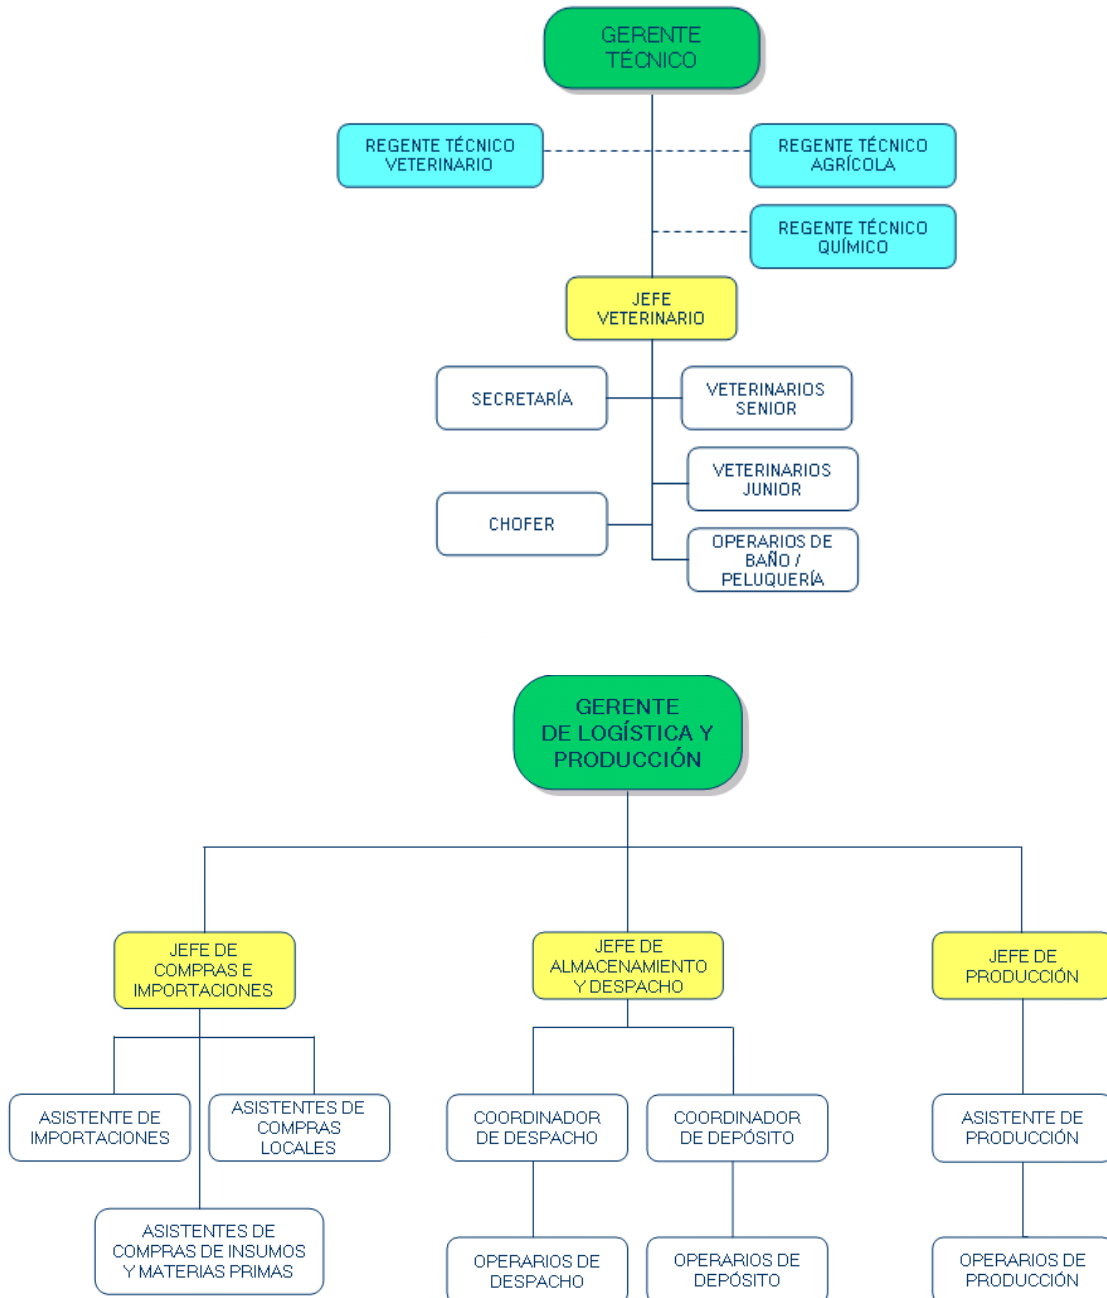 GERENTE
TÉCNICO
REGENTE TÉCNICO
VETERINARIO
REGENTE TÉCNICO
AGRÍCOLA
REGENTE TÉCNICO
QUÍMICO
JEFE
VETERINARIO
SECRETARÍA
VETERINARIOS
SENIOR
VETERINARIOS
JUNIOR
CHOFER
OPERARIOS DE
BAÑO /
PELUQUERÍA
GERENTE
DE LOGÍSTICA Y
PRODUCCIÓN
JEFE DE
COMPRAS E
IMPORTACIONES
JEFE DE
ALMACENAMIENTO
Y DESPACHO
JEFE DE
PRODUCCIÓN
ASISTENTE DE
IMPORTACIONES
ASISTENTES DE
COMPRAS
LOCALES
COORDINADOR
DE DESPACHO
COORDINADOR
DE DEPÓSITO
ASISTENTE DE
PRODUCCIÓN
ASISTENTES DE
COMPRAS DE INSUMOS
Y MATERIAS PRIMAS
OPERARIOS DE
DESPACHO
OPERARIOS DE
DEPÓSITO
OPERARIOS DE
PRODUCCIÓN